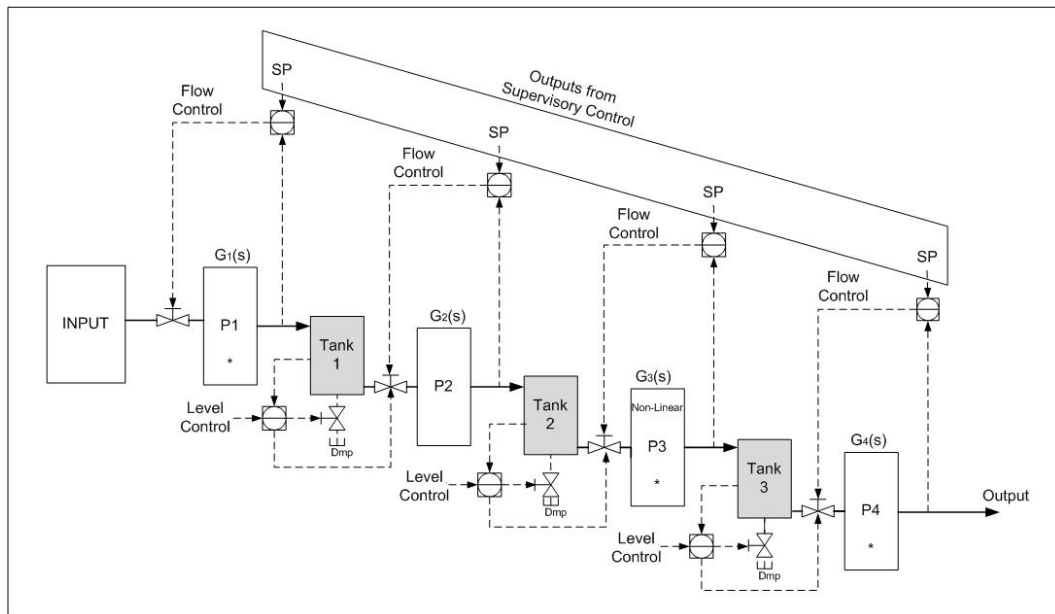 SP
Flow
Control
Outputs from
Supervisory Control
SP
Flow
Control
SP
Flow
Control
SP
Flow
Control
G1(s)
INPUT
P1
*
Tank
1
G2(s)
P2
Level
Control
Dmp
Tank
2
G3(s)
Non-Linear
P3
*
Level
Control
Dmp
Tank
3
G4(s)
P4
*
Output
Level
Control
Dmp